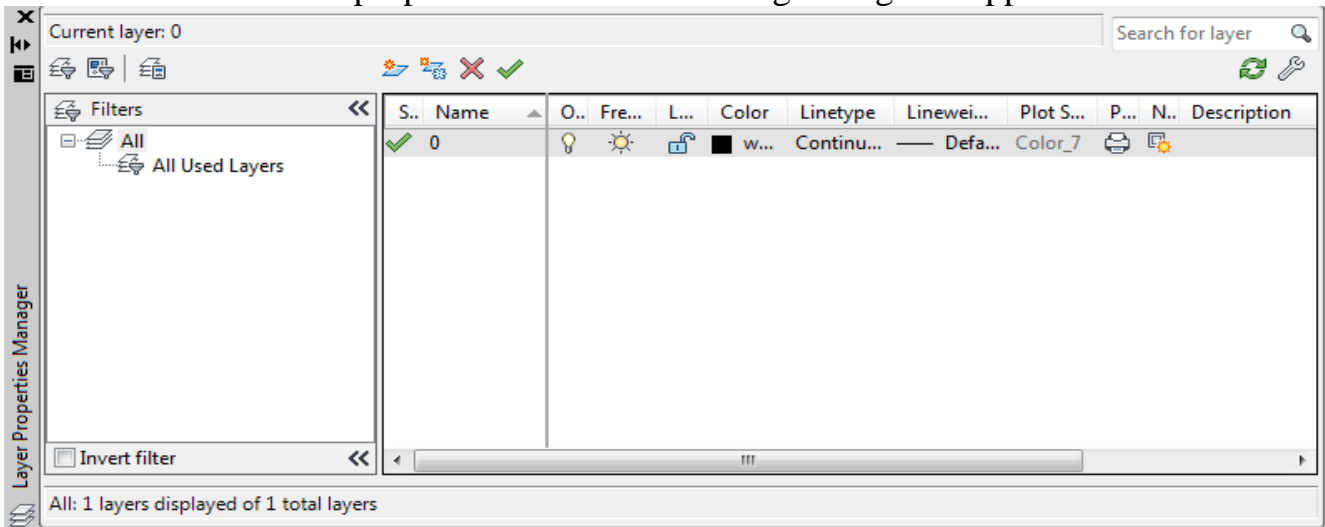 Current layer: 0
Search for layer
Filters
S.. Name O.. Fre... L... Color Linetype Linewei... Plot S... P... N.. Description
All
0 w... Continu... Defa... Color_7
All Used Layers
Invert filter
All: 1 layers displayed of 1 total layers
Layer Properties Manager